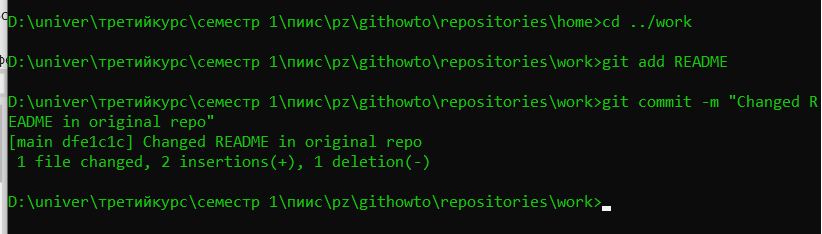 D:\univer\третийкурс\семестр 1\пиис\pz\githowto\repositories\home>cd ../work
D:\univer\третийкурс\семестр 1\пиис\pz\githowto\repositories\work>git add README
D:\univer\третийкурс\семестр 1\пиис\pz\githowto\repositories\work>git commit -m "Changed R
EADME in original repo"
[main dfe1c1c] Changed README in original repo
 1 file changed, 2 insertions(+), 1 deletion(-)
D:\univer\третийкурс\семестр 1\пиис\pz\githowto\repositories\work>